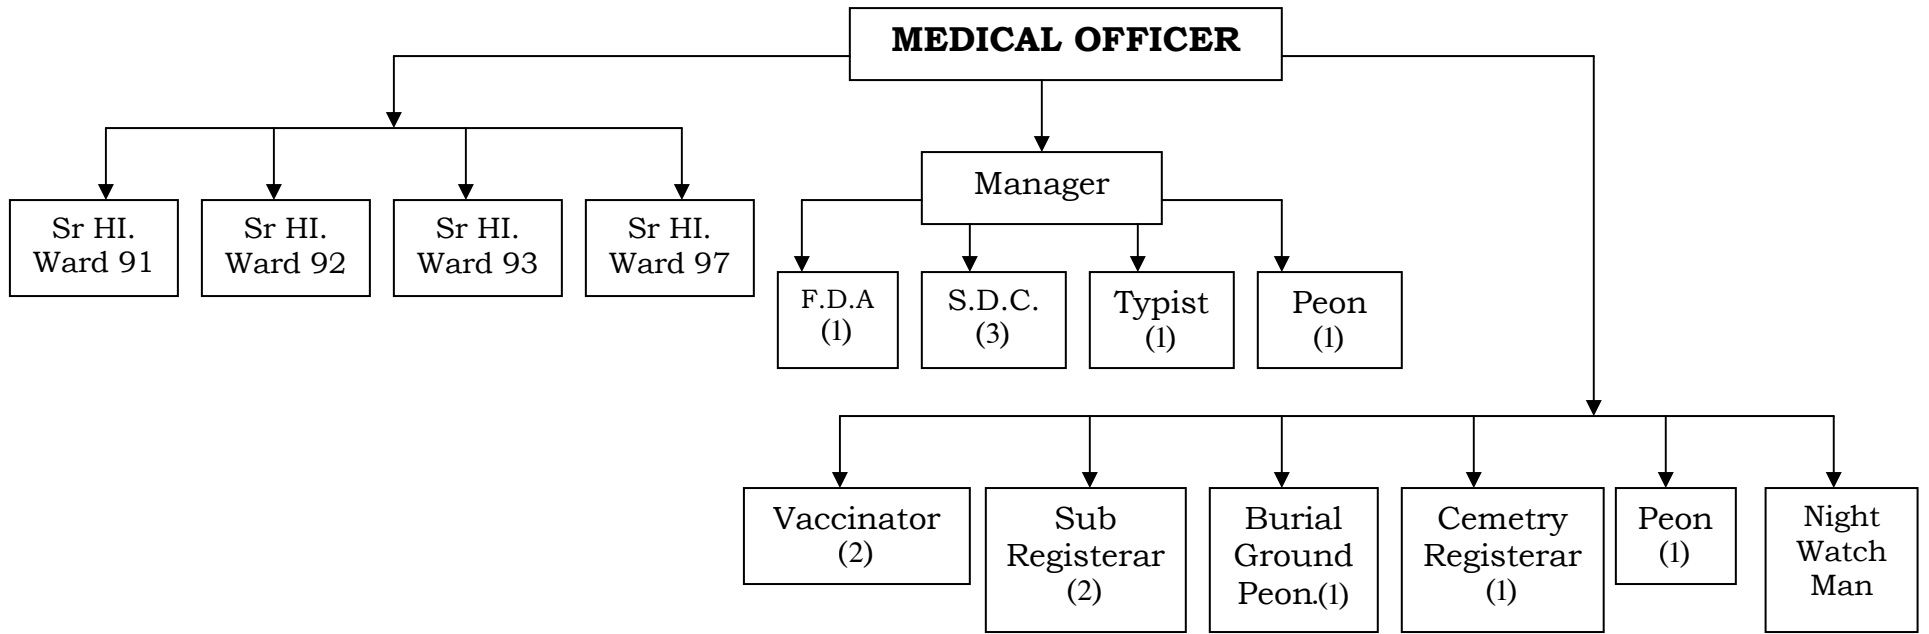 MEDICAL OFFICER
Manager
Sr HI.
Ward 91
Sr HI.
Ward 92
Sr HI.
Ward 93
Sr HI.
Ward 97
F.D.A
(1)
S.D.C.
(3)
Typist
(1)
Peon
(1)
Vaccinator
(2)
Sub
Registerar
(2)
Burial
Ground
Peon.(1)
Cemetry
Registerar
(1)
Peon
(1)
Night
Watch
Man